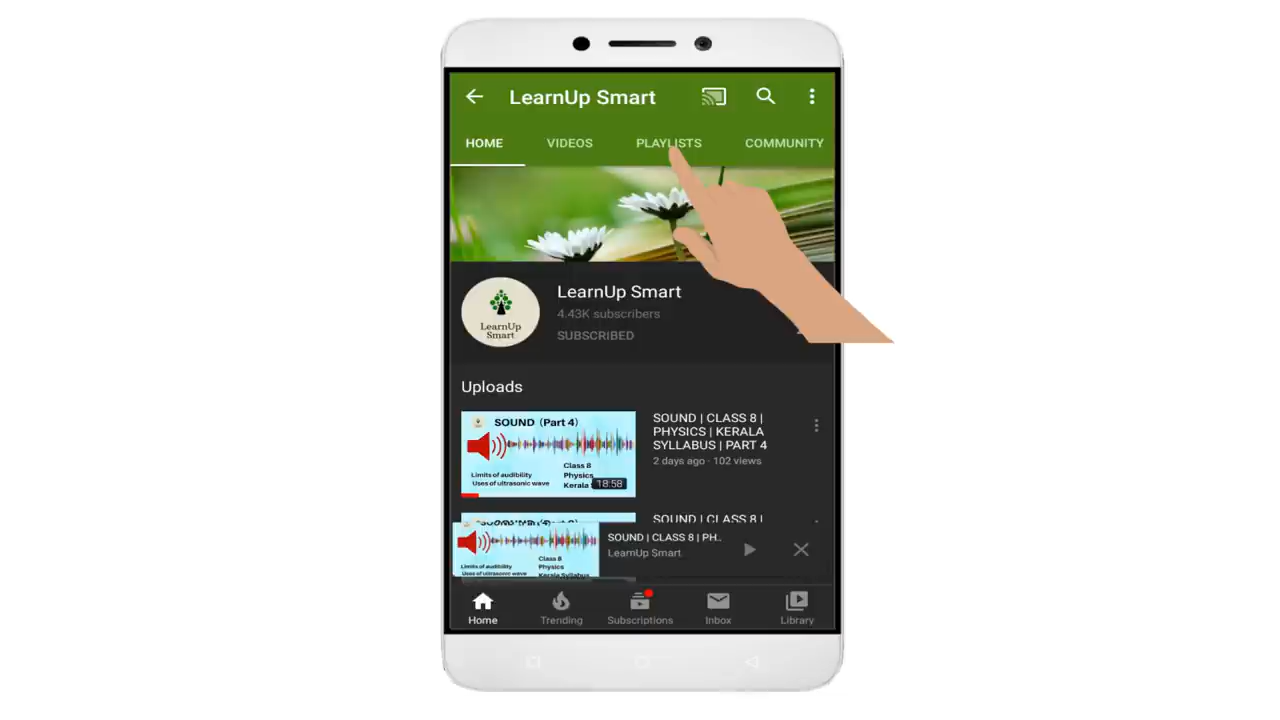 LearnUp Smart
HOME VIDEOS PLAYLISTS COMMUNITY
LearnUp
Smart
LearnUp Smart
4.43K subscribers
SUBSCRIBED
Uploads
SOUND (Part 4)
Class 8
Limits of audibility
Physics
Uses of ultrasonic wave
Kerala
18:58
SOUND | CLASS 8 |
PHYSICS | KERALA
SYLLABUS | PART 4
2 days ago · 102 views
SOUND | CLASS 8 |
Class 8
Limits of audibility
Physics
Uses of ultrasonic wave
Kerala Syllabus
SOUND | CLASS 8 | PH..
LearnUp Smart
Home Trending Subscriptions Inbox Library